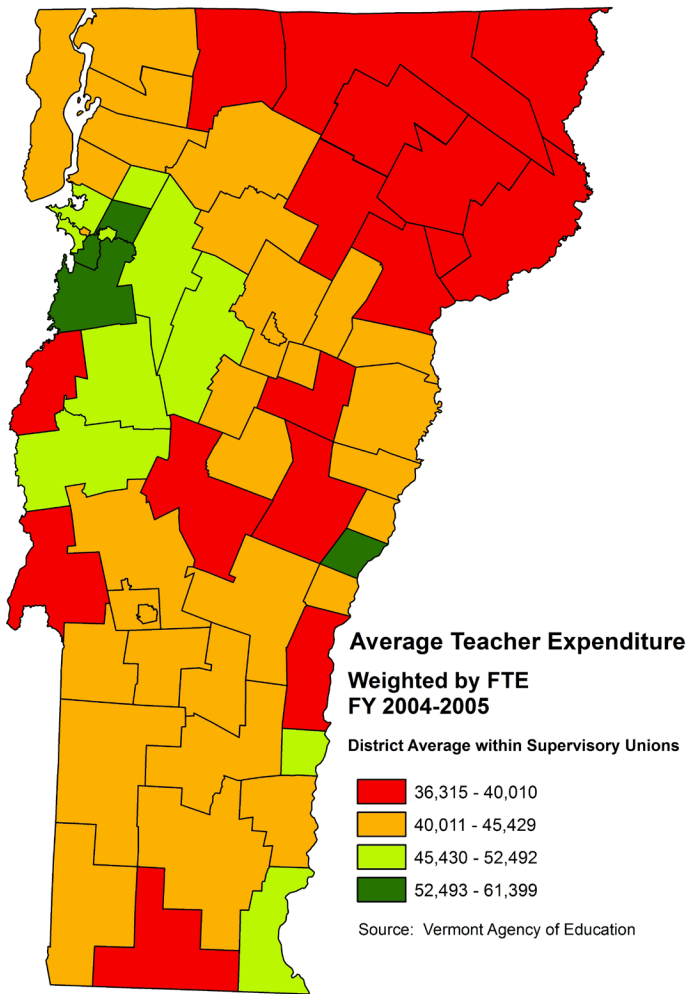 Average Teacher Expenditure
Weighted by FTE
FY 2004-2005
District Average within Supervisory Unions
36,315 - 40,010
40,011 - 45,429
45,430 - 52,492
52,493 - 61,399
Source:  Vermont Agency of Education